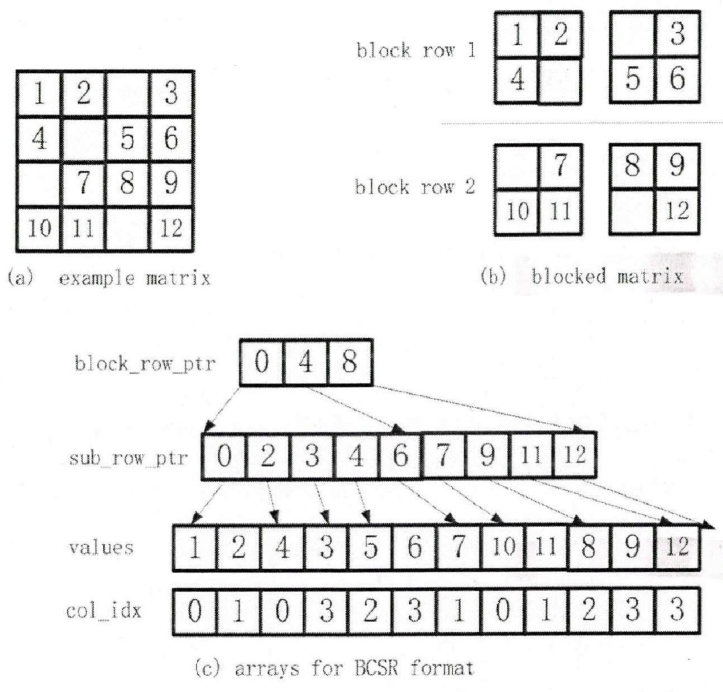 1 2 3
4 5 6
7 8 9
10 11 12
(a) example matrix
block row 1
1 2 3
4 5 6
block row 2
7 8 9
10 11 12
(b) blocked matrix
block_row_ptr 0 4 8
sub_row_ptr 0 2 3 4 6 7 9 11 12
values 1 2 4 3 5 6 7 10 11 8 9 12
col_idx 0 1 0 3 2 3 1 0 1 2 3 3
(c) arrays for BCSR format